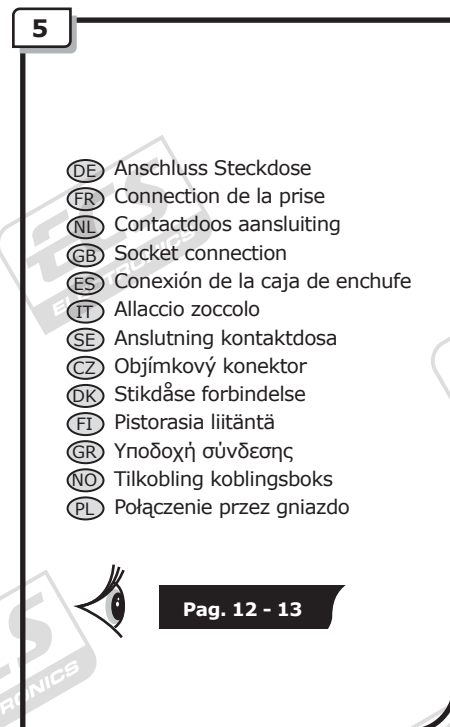 5
DE Anschluss Steckdose
FR Connection de la prise
NL Contactdoos aansluiting
GB Socket connection
ES Conexión de la caja de enchufe
IT Allaccio zoccolo
SE Anslutning kontaktdosa
CZ Objímkový konektor
DK Stikdåse forbindelse
FI Pistorasia liitäntä
GR Υποδοχή σύνδεσης
NO Tilkobling koblingsboks
PL Połączenie przez gniazdo
Pag. 12 - 13